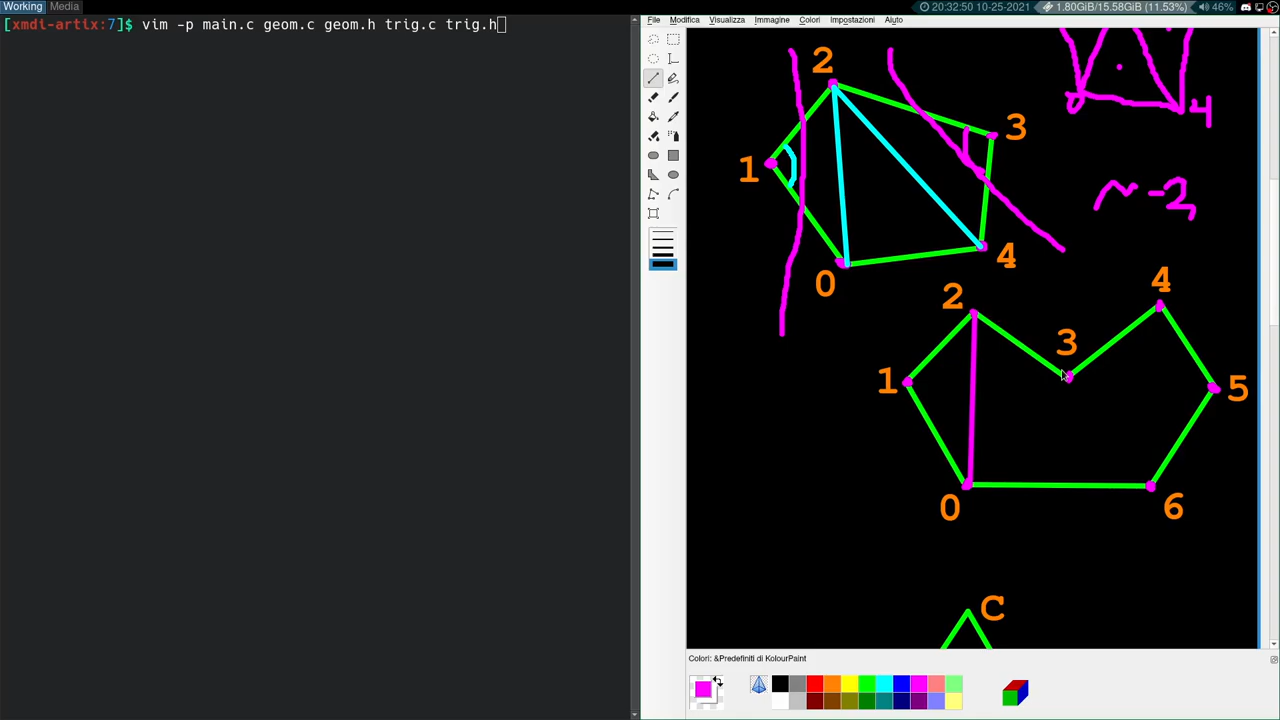 Working Media
20:32:50 10-25-2021 1.80GiB/15.58GiB (11.53%) 46%
[xmdl-artix:7]$ vim -p main.c geom.c geom.h trig.c trig.h
File Modifica Visualizza Immagine Colori Impostazioni Aiuto
2
4
3
1
~ -2
4
0
2
4
3
1
5
0
6
C
Colori: &Predefiniti di KolourPaint